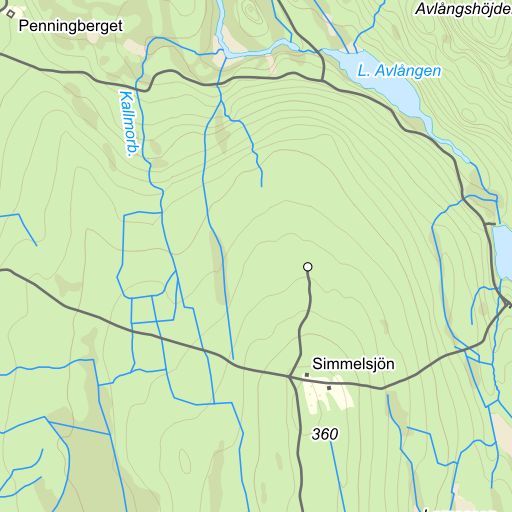 Avlångshöjde
Penningberget
L. Avlången
Kallmorb.
Simmelsjön
360